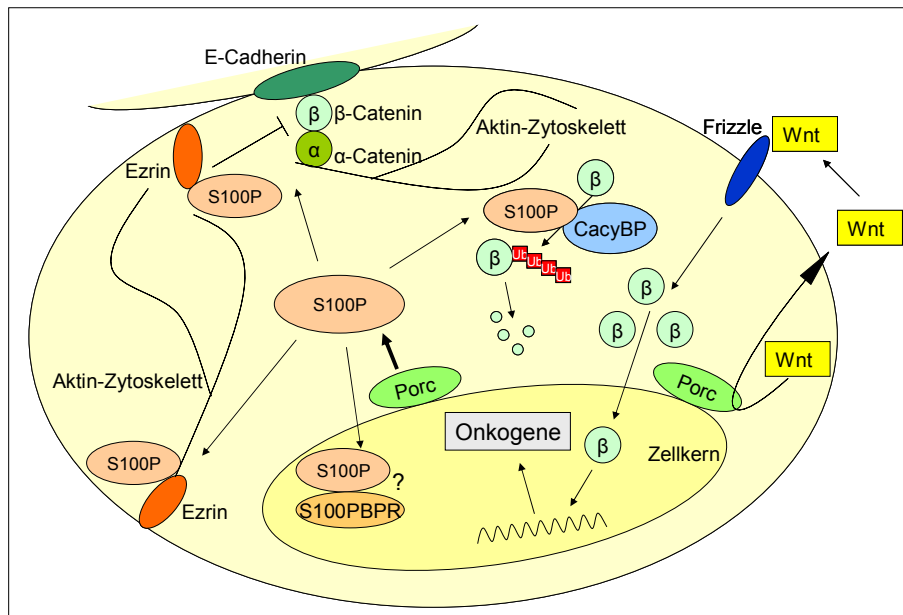 E-Cadherin
β
β-Catenin
α
α-Catenin
Aktin-Zytoskelett
Frizzle
Wnt
Ezrin
S100P
β
S100P
CacyBP
Wnt
β
Ub
Ub
Ub
Ub
β
S100P
β
β
Aktin-Zytoskelett
Porc
Porc
Wnt
Onkogene
β
Zellkern
S100P
S100P
?
S100PBPR
Ezrin